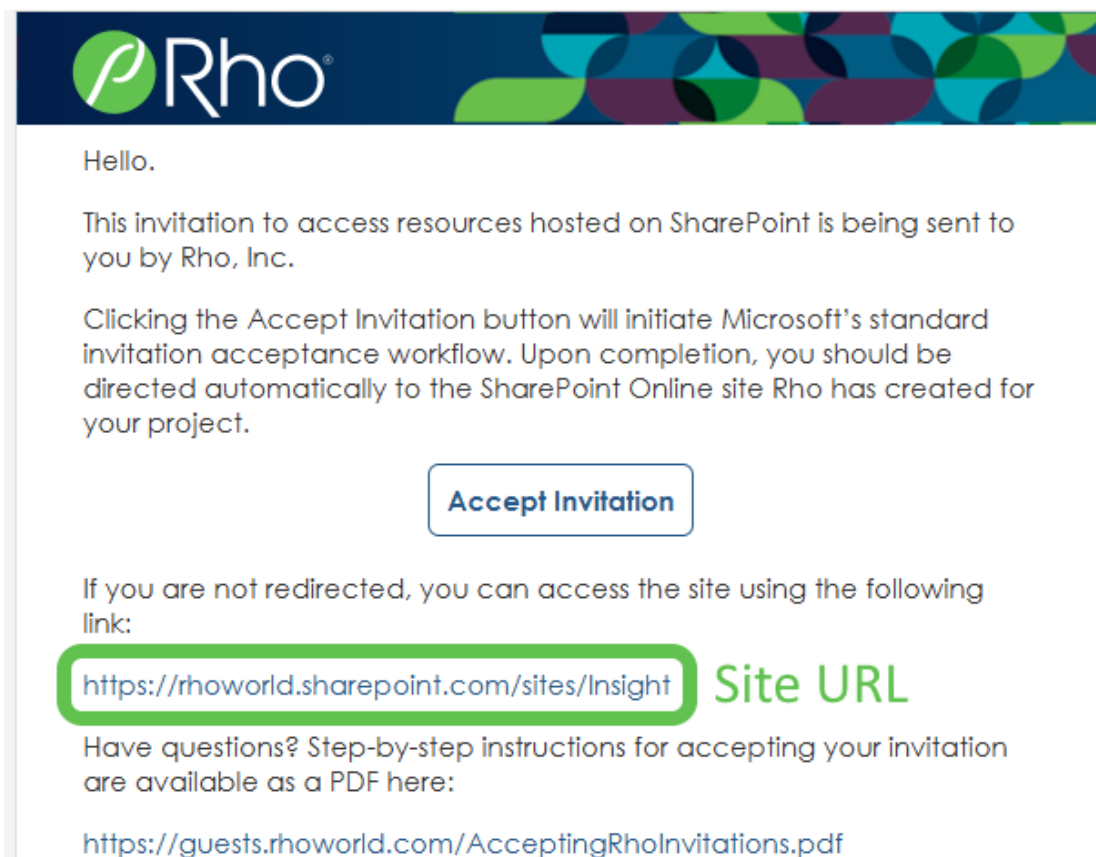 Rho®
Hello.
This invitation to access resources hosted on SharePoint is being sent to
you by Rho, Inc.
Clicking the Accept Invitation button will initiate Microsoft's standard
invitation acceptance workflow. Upon completion, you should be
directed automatically to the SharePoint Online site Rho has created for
your project.
Accept Invitation
If you are not redirected, you can access the site using the following
link:
https://rhoworld.sharepoint.com/sites/Insight Site URL
Have questions? Step-by-step instructions for accepting your invitation
are available as a PDF here:
https://guests.rhoworld.com/AcceptingRhoInvitations.pdf